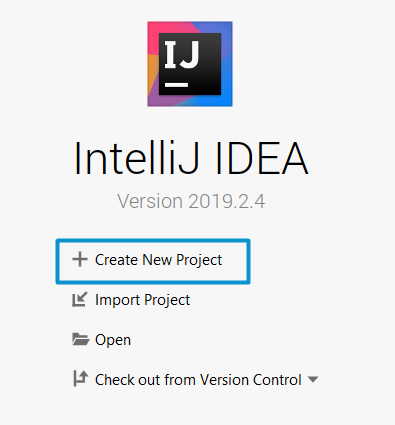 IJ
IntelliJ IDEA
Version 2019.2.4
Create New Project
Import Project
Open
Check out from Version Control